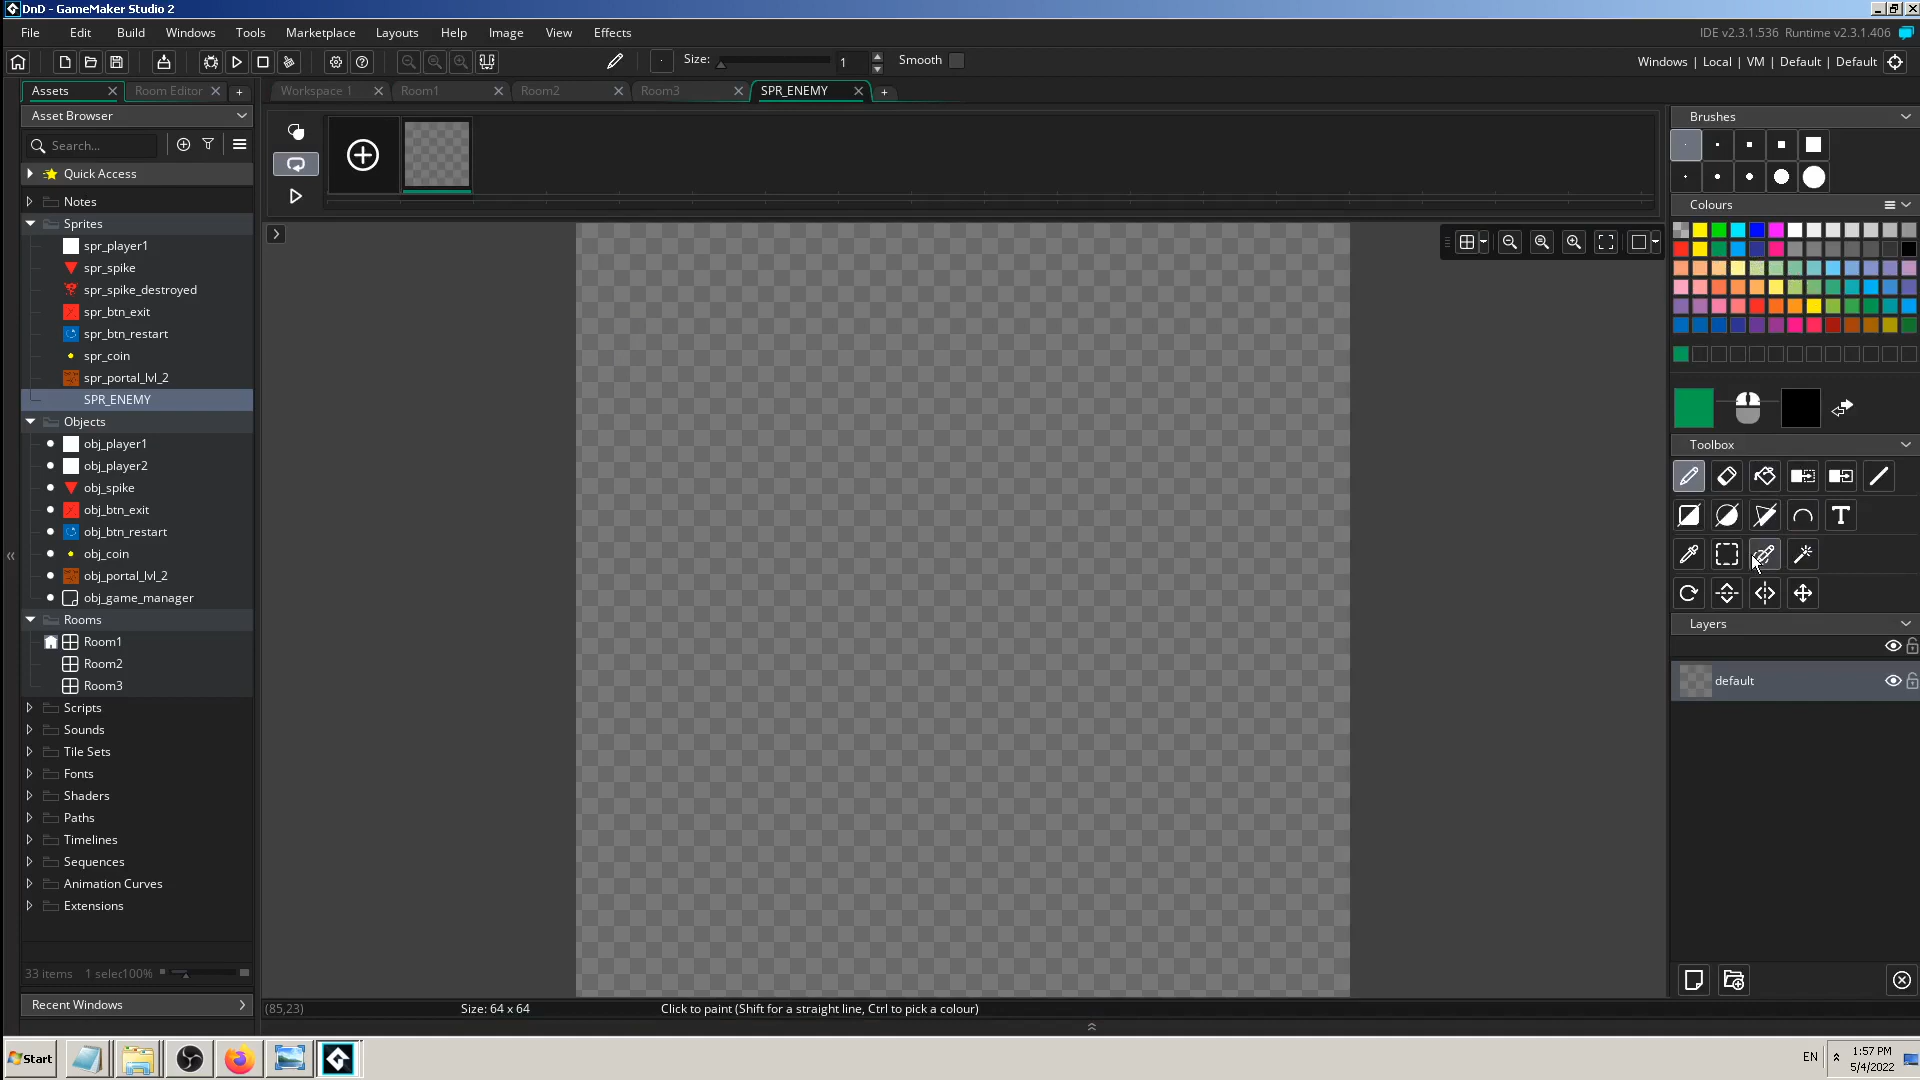 DnD - GameMaker Studio 2
File Edit Build Windows Tools Marketplace Layouts Help Image View Effects
IDE v2.3.1.536 Runtime v2.3.1.406
Size: 1 Smooth
Windows | Local | VM | Default | Default
Assets Room Editor
Workspace 1 Room1 Room2 Room3 SPR_ENEMY
Asset Browser
Search...
Quick Access
Notes
Sprites
spr_player1
spr_spike
spr_spike_destroyed
spr_btn_exit
spr_btn_restart
spr_coin
spr_portal_lvl_2
SPR_ENEMY
Objects
obj_player1
obj_player2
obj_spike
obj_btn_exit
obj_btn_restart
obj_coin
obj_portal_lvl_2
obj_game_manager
Rooms
Room1
Room2
Room3
Scripts
Sounds
Tile Sets
Fonts
Shaders
Paths
Timelines
Sequences
Animation Curves
Extensions
33 items 1 selec100%
Recent Windows
Brushes
Colours
Toolbox
T
Layers
default
(85,23) Size: 64 x 64 Click to paint (Shift for a straight line, Ctrl to pick a colour)
Start
EN
1:57 PM
5/4/2022